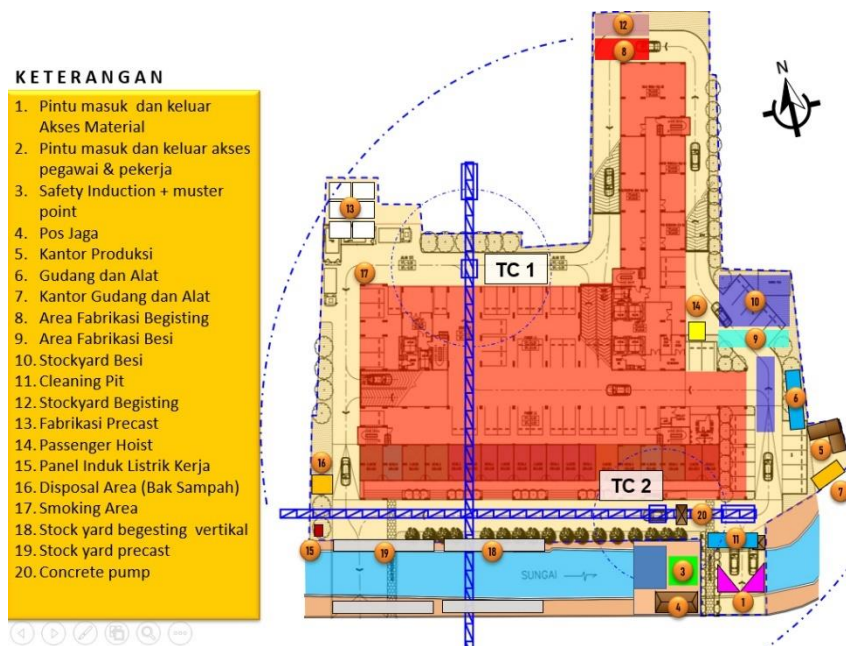 KETERANGAN
1. Pintu masuk dan keluar
Akses Material
2. Pintu masuk dan keluar akses
pegawai & pekerja
3. Safety Induction + muster
point
4. Pos Jaga
5. Kantor Produksi
6. Gudang dan Alat
7. Kantor Gudang dan Alat
8. Area Fabrikasi Begisting
9. Area Fabrikasi Besi
10. Stockyard Besi
11. Cleaning Pit
12. Stockyard Begisting
13. Fabrikasi Precast
14. Passenger Hoist
15. Panel Induk Listrik Kerja
16. Disposal Area (Bak Sampah)
17. Smoking Area
18. Stock yard begesting vertikal
19. Stock yard precast
20. Concrete pump
12
8
N
13
TC 1
17
14
10
9
6
5
16
TC 2
7
20
11
15
19
18
SUNGAI
3
4
1